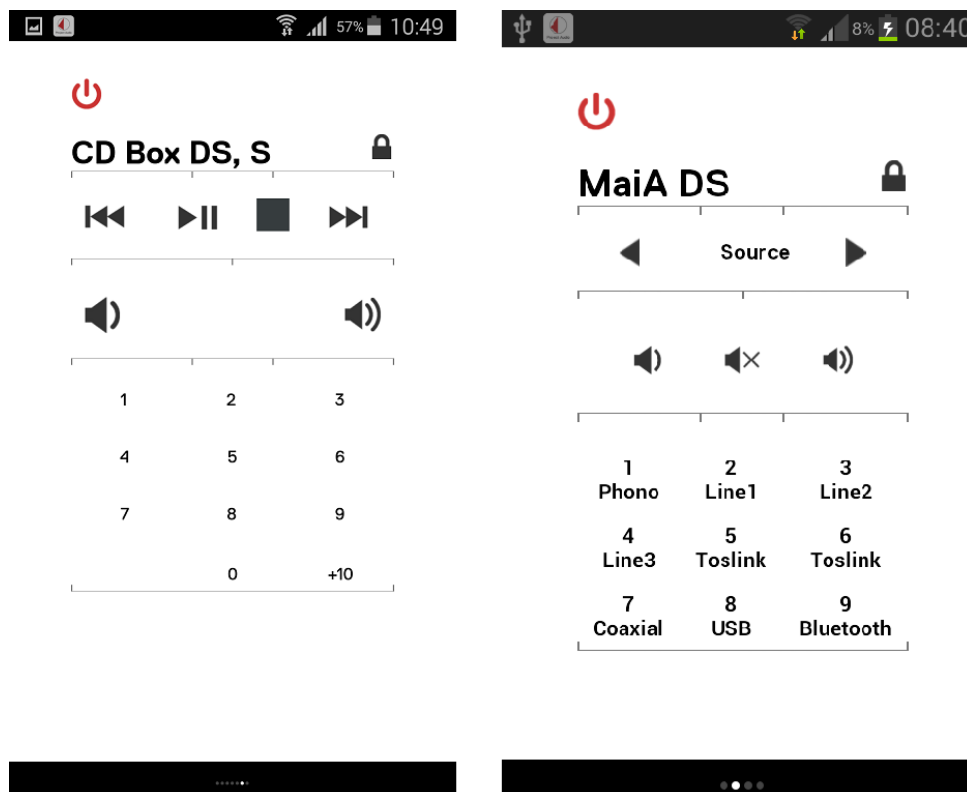 57% 10:49
CD Box DS, S
1 2 3
4 5 6
7 8 9
0 +10
8% 08:40
MaiA DS
Source
1 2 3
Phono Line1 Line2
4 5 6
Line3 Toslink Toslink
7 8 9
Coaxial USB Bluetooth